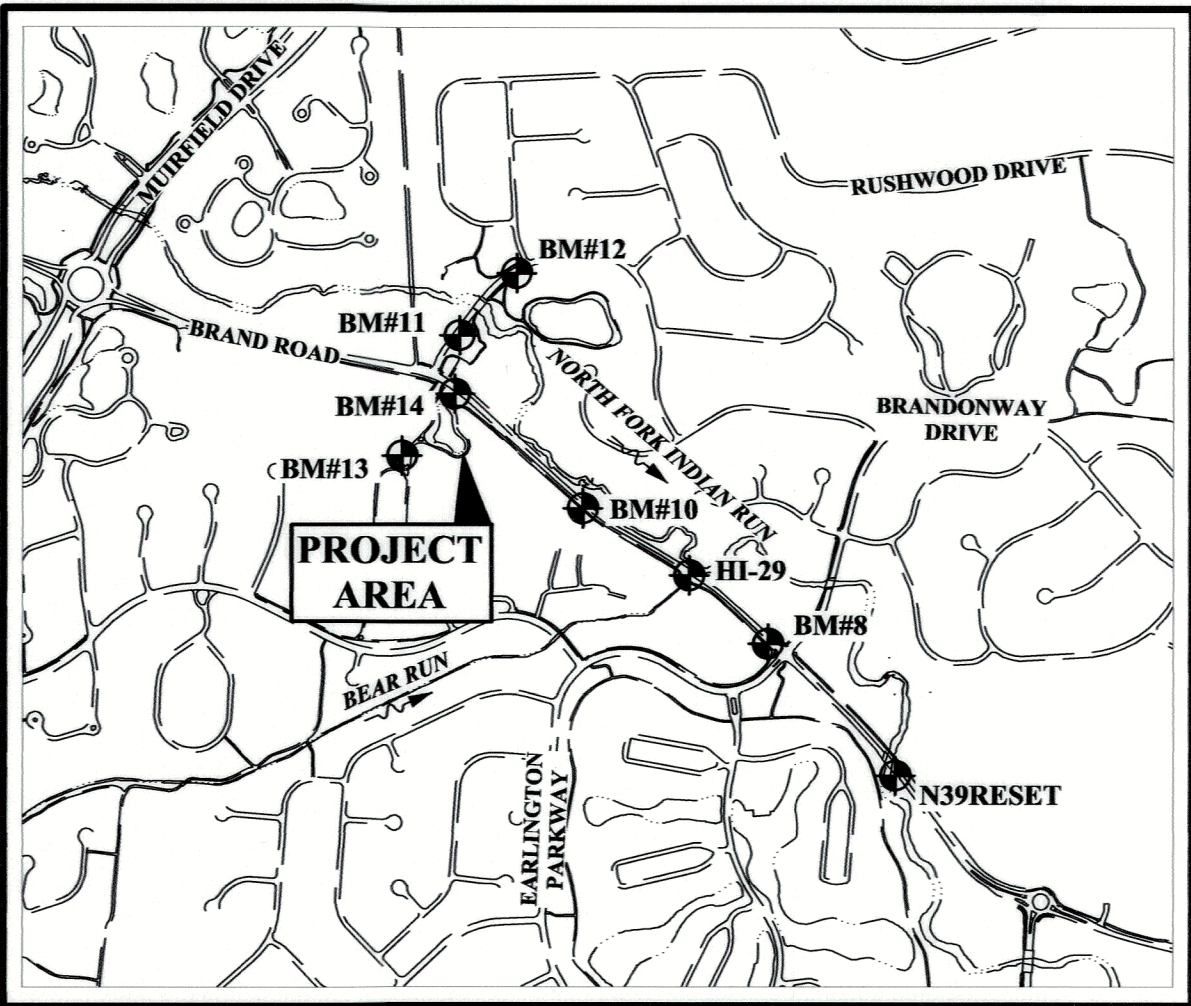 MUIRFIELD DRIVE
RUSHWOOD DRIVE
BM#12
BM#11
BRAND ROAD
NORTH FORK INDIAN RUN
BM#14
BRANDONWAY
DRIVE
BM#13
BM#10
PROJECT
AREA
HI-29
BM#8
BEAR RUN
EARLINGTON
PARKWAY
N39RESET